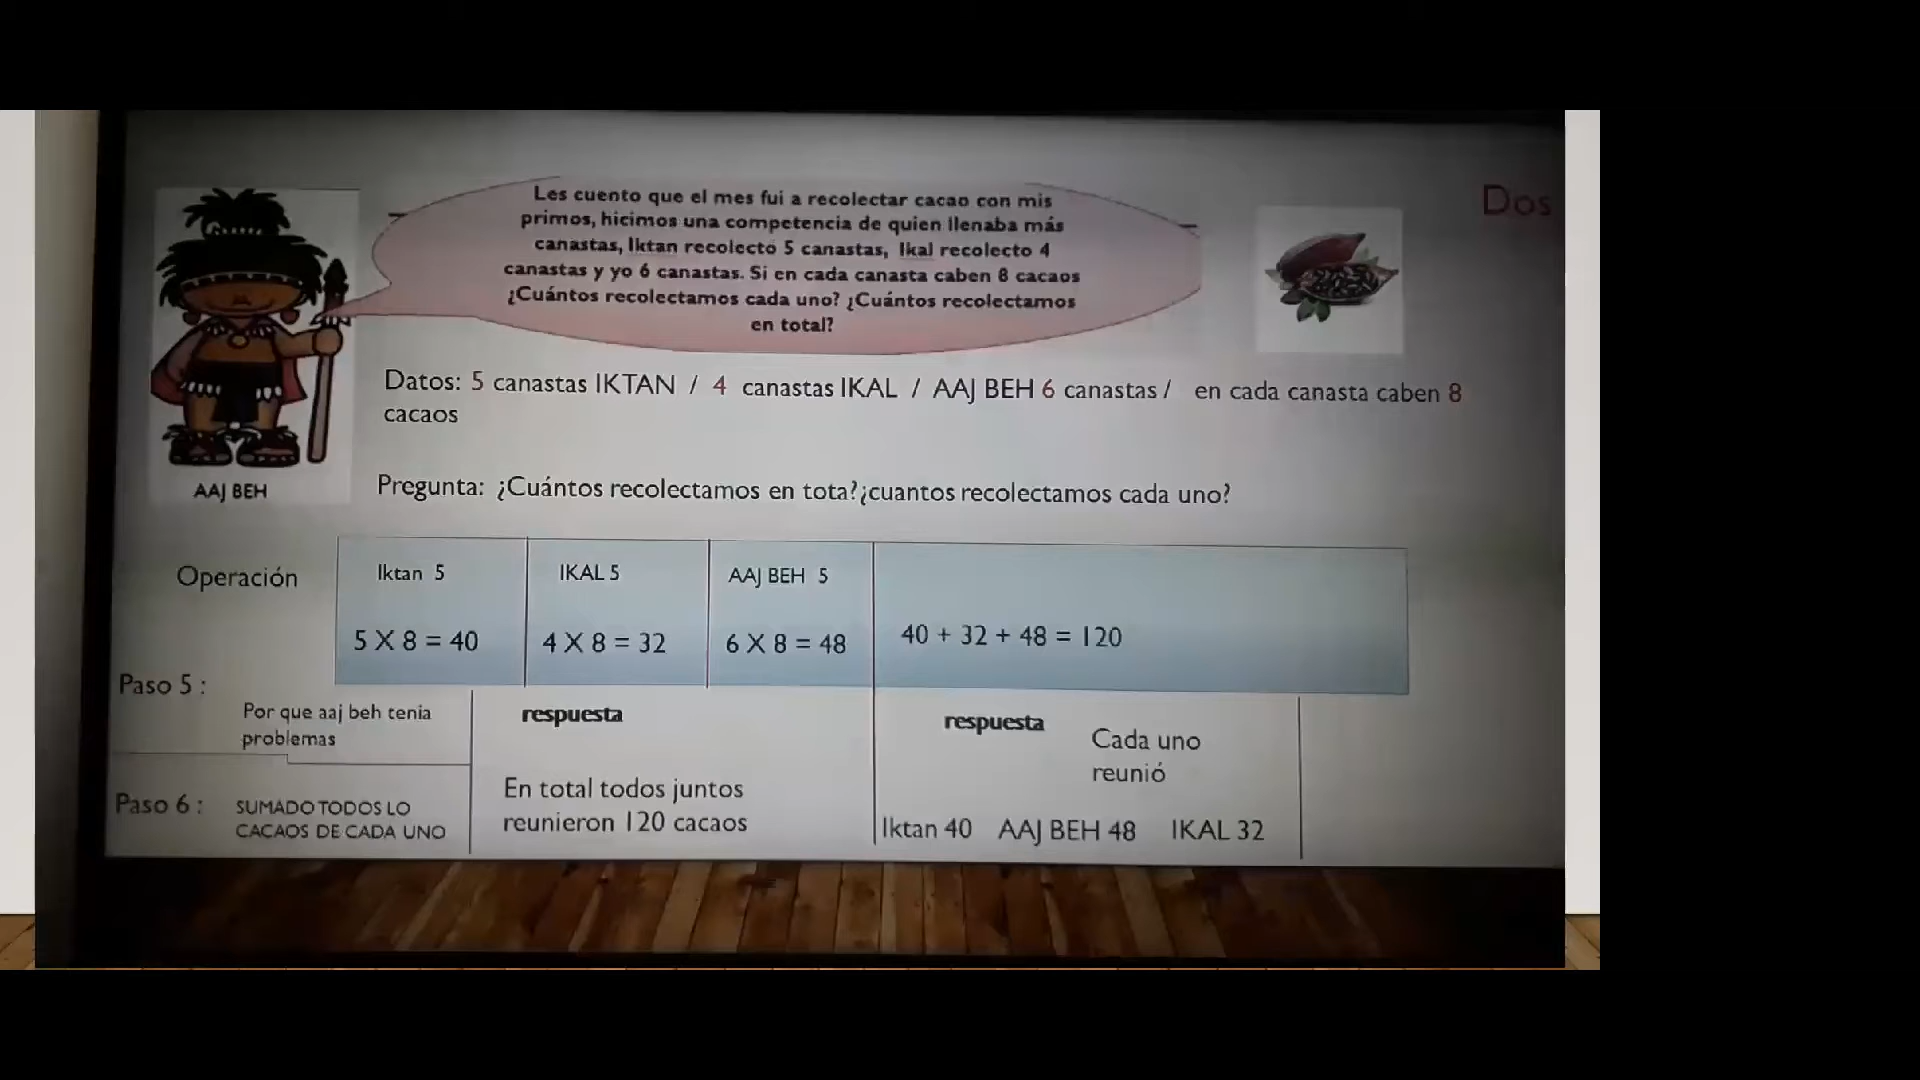 Dos
Les cuento que el mes fui a recolectar cacao con mis
primos, hicimos una competencia de quien llenaba más
canastas, Iktan recolectó 5 canastas, Ikal recolecto 4
canastas y yo 6 canastas. Si en cada canasta caben 8 cacaos
¿Cuántos recolectamos cada uno? ¿Cuántos recolectamos
en total?
AAJ BEH
Datos: 5 canastas IKTAN / 4 canastas IKAL / AAJ BEH 6 canastas / en cada canasta caben 8
cacaos
Pregunta: ¿Cuántos recolectamos en tota?¿cuantos recolectamos cada uno?
Operación
Iktan 5
IKAL 5
AAJ BEH 5
5 X 8 = 40
4 X 8 = 32
6 X 8 = 48
40 + 32 + 48 = 120
Paso 5 :
Por que aaj beh tenia
problemas
Paso 6 :
SUMADO TODOS LO
CACAOS DE CADA UNO
respuesta
En total todos juntos
reunieron 120 cacaos
respuesta
Cada uno
reunió
Iktan 40 AAJ BEH 48 IKAL 32